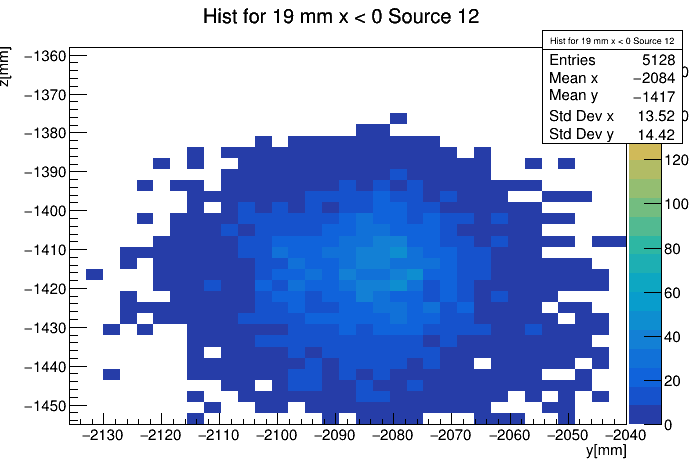 Hist for 19 mm x < 0 Source 12
z[mm]
Hist for 19 mm x < 0 Source 12
Entries 5128
Mean x −2084
Mean y −1417
Std Dev x 13.52
Std Dev y 14.42
−1360
−1370
−1380
−1390
−1400
−1410
−1420
−1430
−1440
−1450
−2130 −2120 −2110 −2100 −2090 −2080 −2070 −2060 −2050 −2040
y[mm]
0
0
120
100
80
60
40
20
0